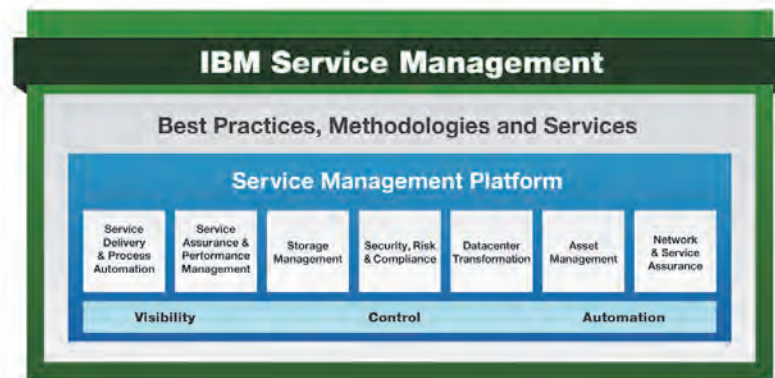 IBM Service Management
Best Practices, Methodologies and Services
Service Management Platform
Service
Delivery
& Process
Automation
Service
Assurance &
Performance
Management
Storage
Management
Security, Risk
& Compliance
Datacenter
Transformation
Asset
Management
Network
& Service
Assurance
Visibility
Control
Automation